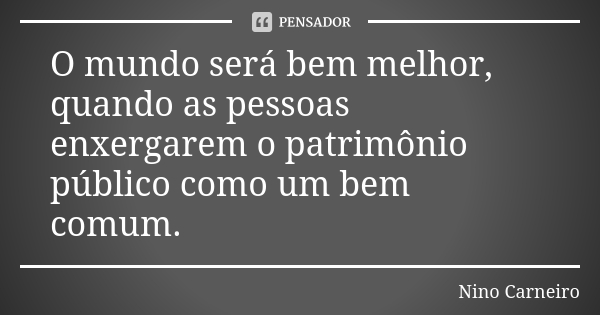 PENSADOR
O mundo será bem melhor,
quando as pessoas
enxergarem o patrimônio
público como um bem
comum.
Nino Carneiro